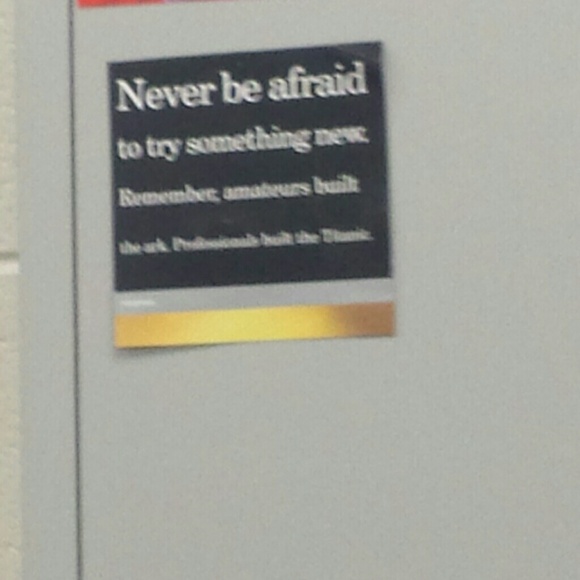 Never be afraid
to try something new.
Remember, amateurs built
the ark. Professionals built the Titanic.